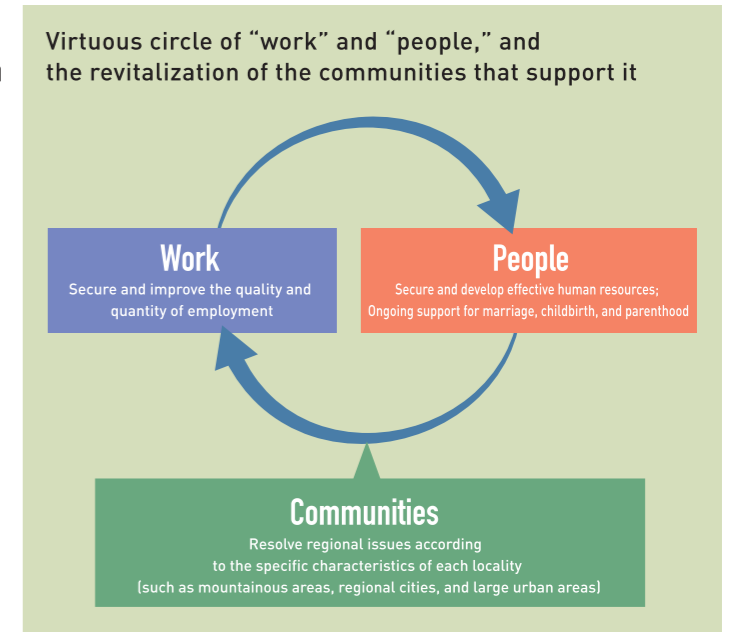 Virtuous circle of “work” and “people,” and
the revitalization of the communities that support it
Work
Secure and improve the quality and
quantity of employment
People
Secure and develop effective human resources;
Ongoing support for marriage, childbirth, and parenthood
Communities
Resolve regional issues according
to the specific characteristics of each locality
(such as mountainous areas, regional cities, and large urban areas)